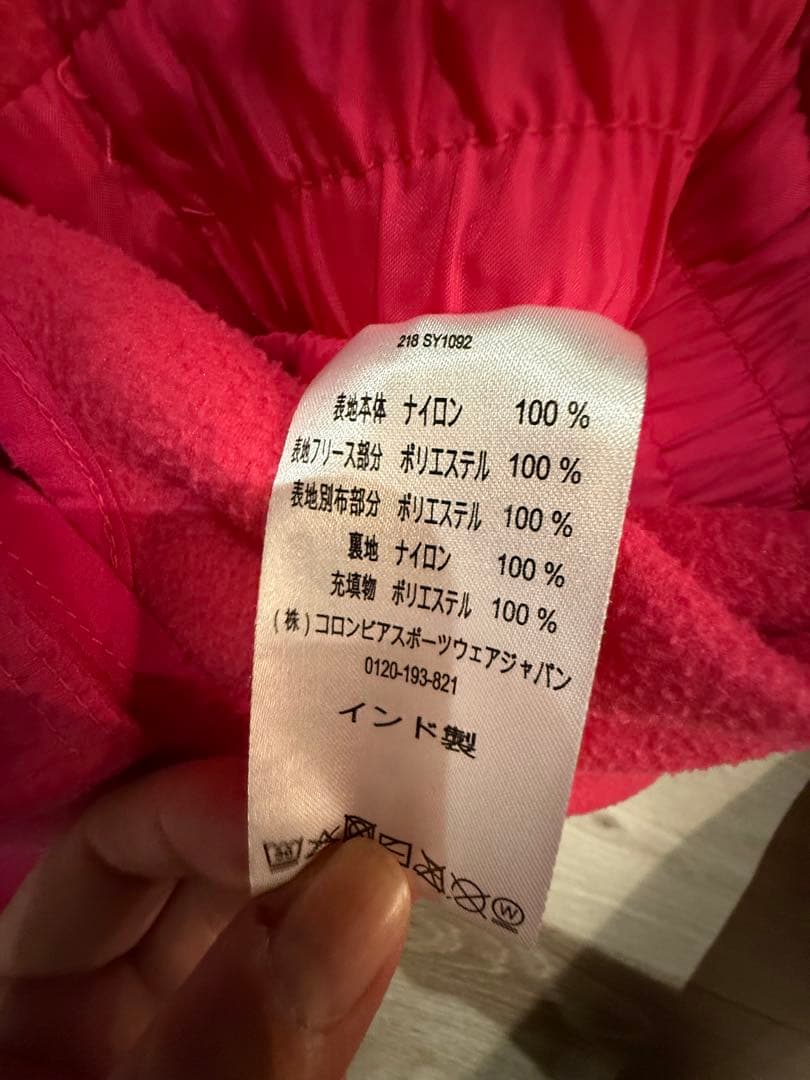 218 SY1092
表地本体 ナイロン 100 %
表地フリース部分 ポリエステル 100 %
表地別布部分 ポリエステル 100 %
裏地 ナイロン 100 %
充填物 ポリエステル 100 %
(株)コロンビアスポーツウェアジャパン
0120-193-821
インド製
W